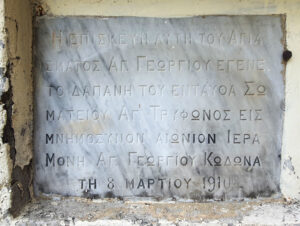 Η ΕΠΙΣΚΕΥΗ ΑΥΤΗ ΤΟΥ ΑΓΙΑ
ΣΜΑΤΟΣ ΑΓ. ΓΕΩΡΓΙΟΥ ΕΓΕΝΕ
ΤΟ ΔΑΠΑΝΗ ΤΟΥ ΕΝΤΑΥΘΑ ΣΩ
ΜΑΤΕΙΟΥ ΑΓ. ΤΡΥΦΩΝΟΣ ΕΙΣ
ΜΝΗΜΟΣΥΝΟΝ ΑΙΩΝΙΟΝ ΙΕΡΑ
ΜΟΝΗ ΑΓ. ΓΕΩΡΓΙΟΥ ΚΩΔΩΝΑ
ΤΗ 8 ΜΑΡΤΙΟΥ 1910